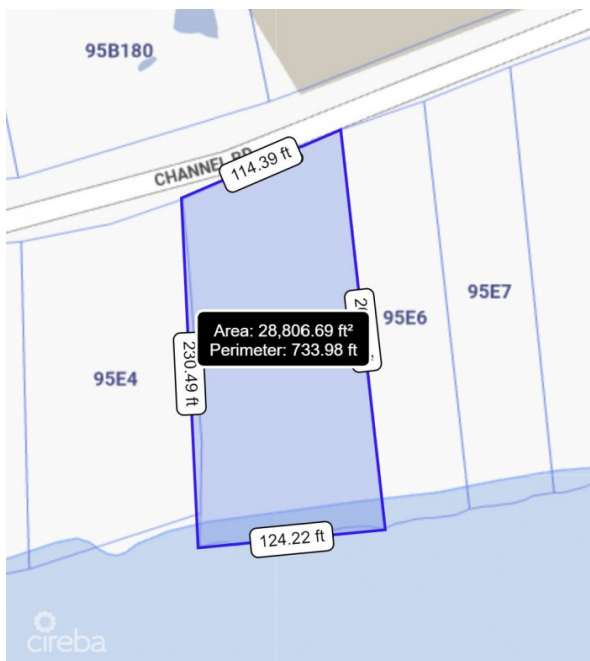 95B180
CHANNEL RD
114.39 ft
Area: 28,806.69 ft²
Perimeter: 733.98 ft
95E6
95E7
95E4
230.49 ft
124.22 ft
cireba